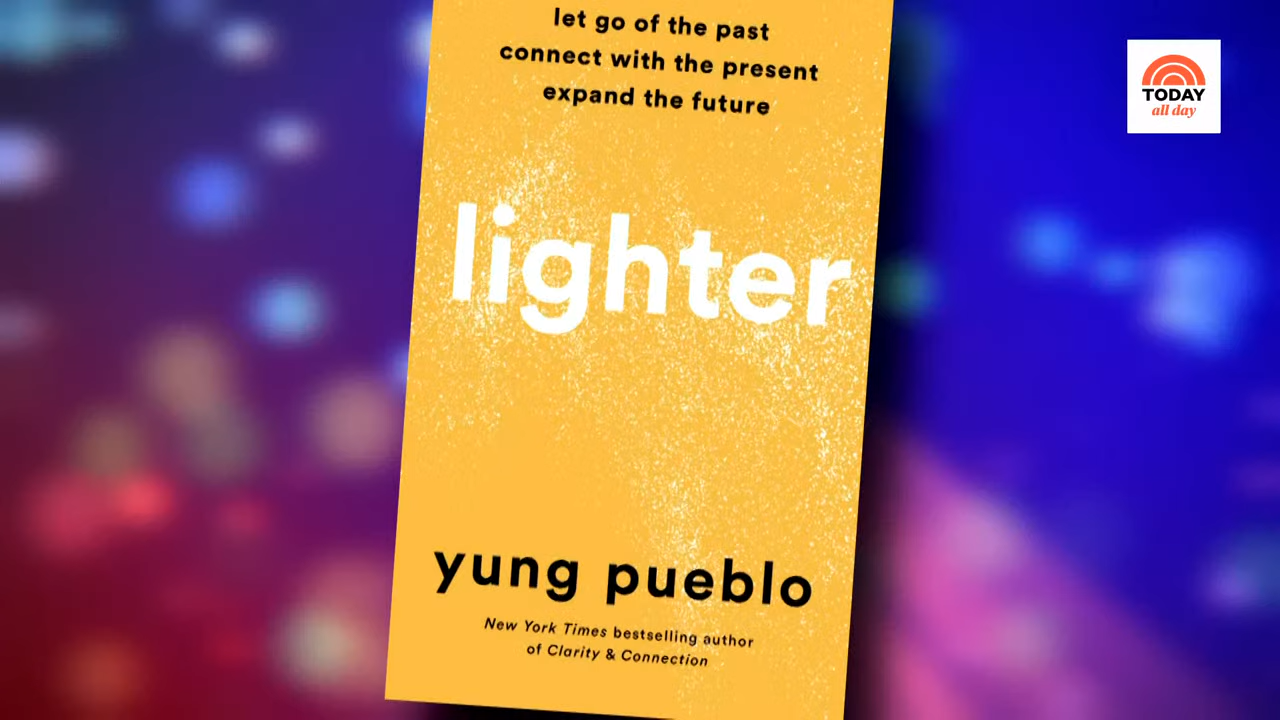 let go of the past
connect with the present
expand the future
TODAY
all day
lighter
yung pueblo
New York Times bestselling author
of Clarity & Connection